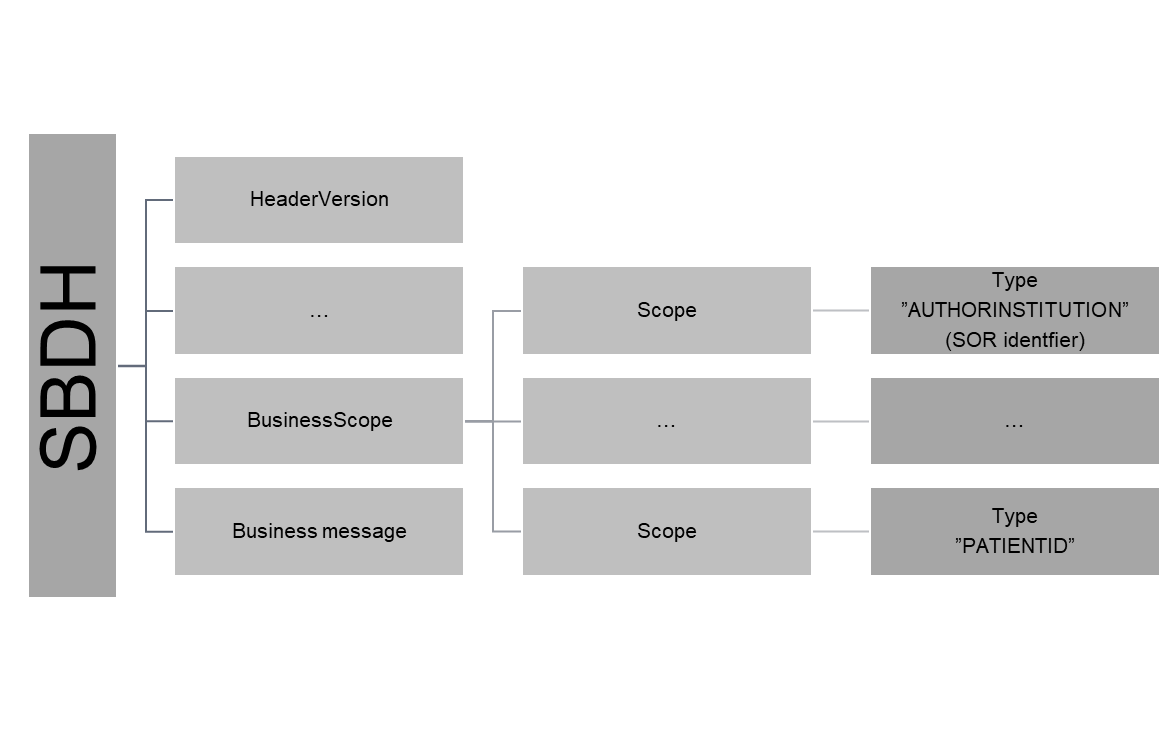 SBDH
HeaderVersion
…
BusinessScope
Business message
Scope
…
Scope
Type
”AUTHORINSTITUTION”
(SOR identfier)
…
Type
”PATIENTID”